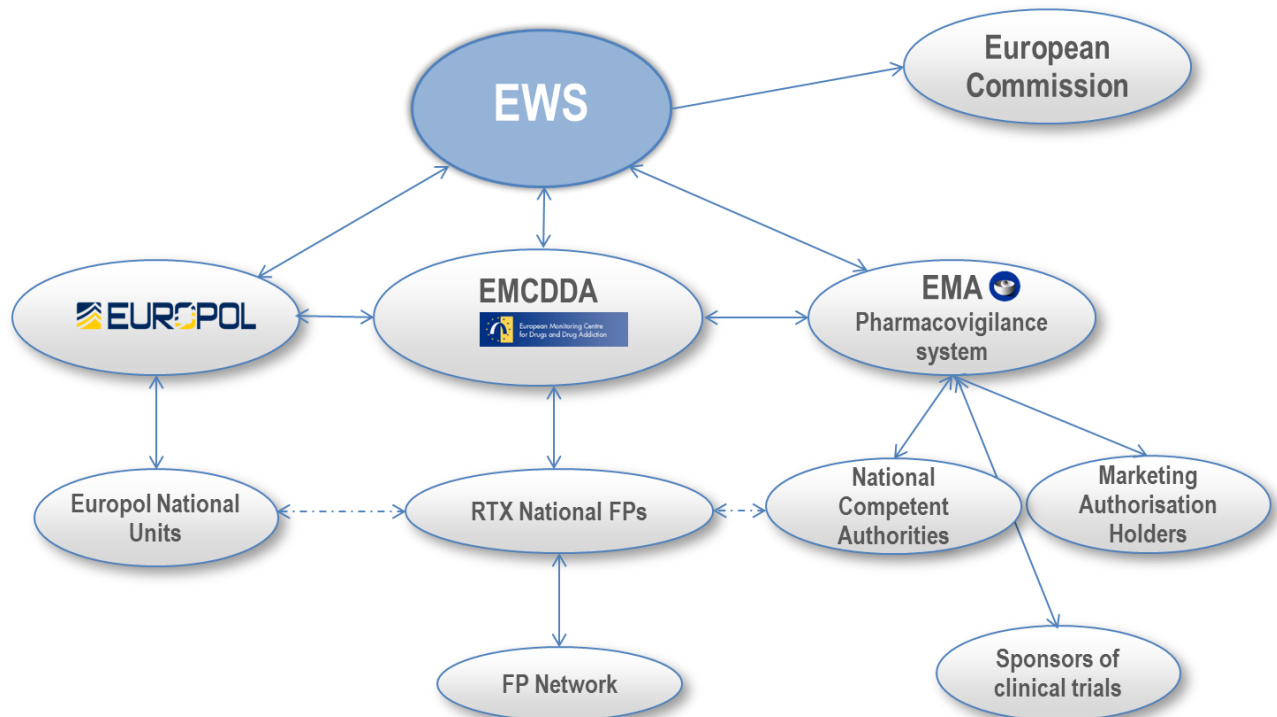 EWS
European
Commission
EUROPOL
EMCDDA
European Monitoring Centre
for Drugs and Drug Addiction
EMA
Pharmacovigilance
system
Europol National
Units
RTX National FPs
National
Competent
Authorities
Marketing
Authorisation
Holders
FP Network
Sponsors of
clinical trials